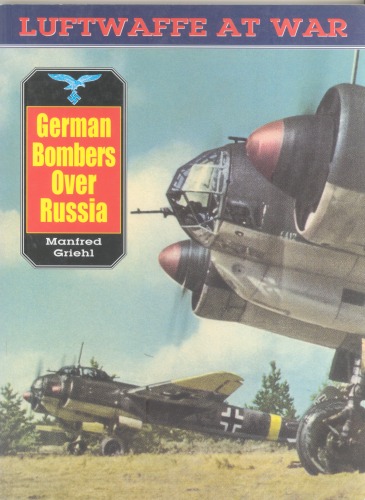 LUFTWAFFE AT WAR
German
Bombers
Over
Russia
Manfred
Griehl